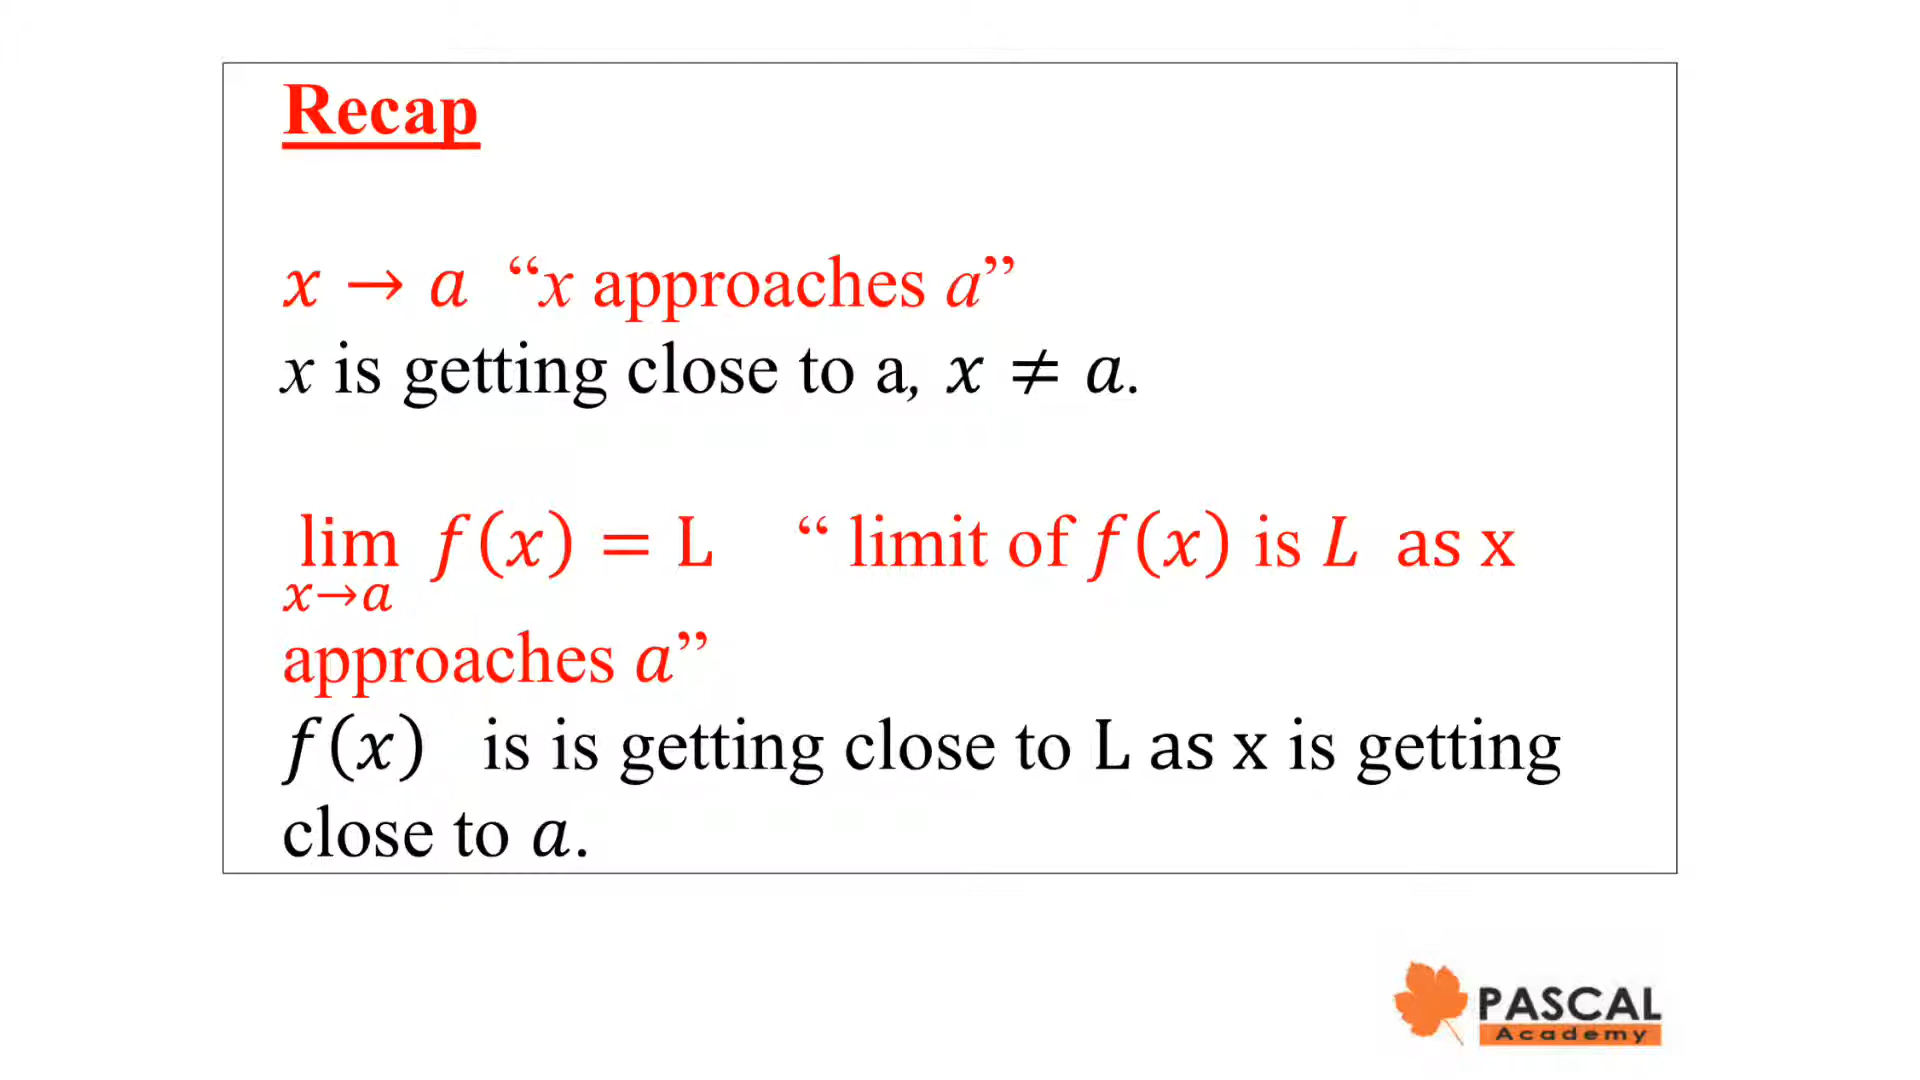 Recap
x → a “x approaches a”
x is getting close to a, x ≠ a.
lim f(x) = L “ limit of f(x) is L as x
x→a
approaches a”
f(x) is is getting close to L as x is getting
close to a.
PASCAL
Academy